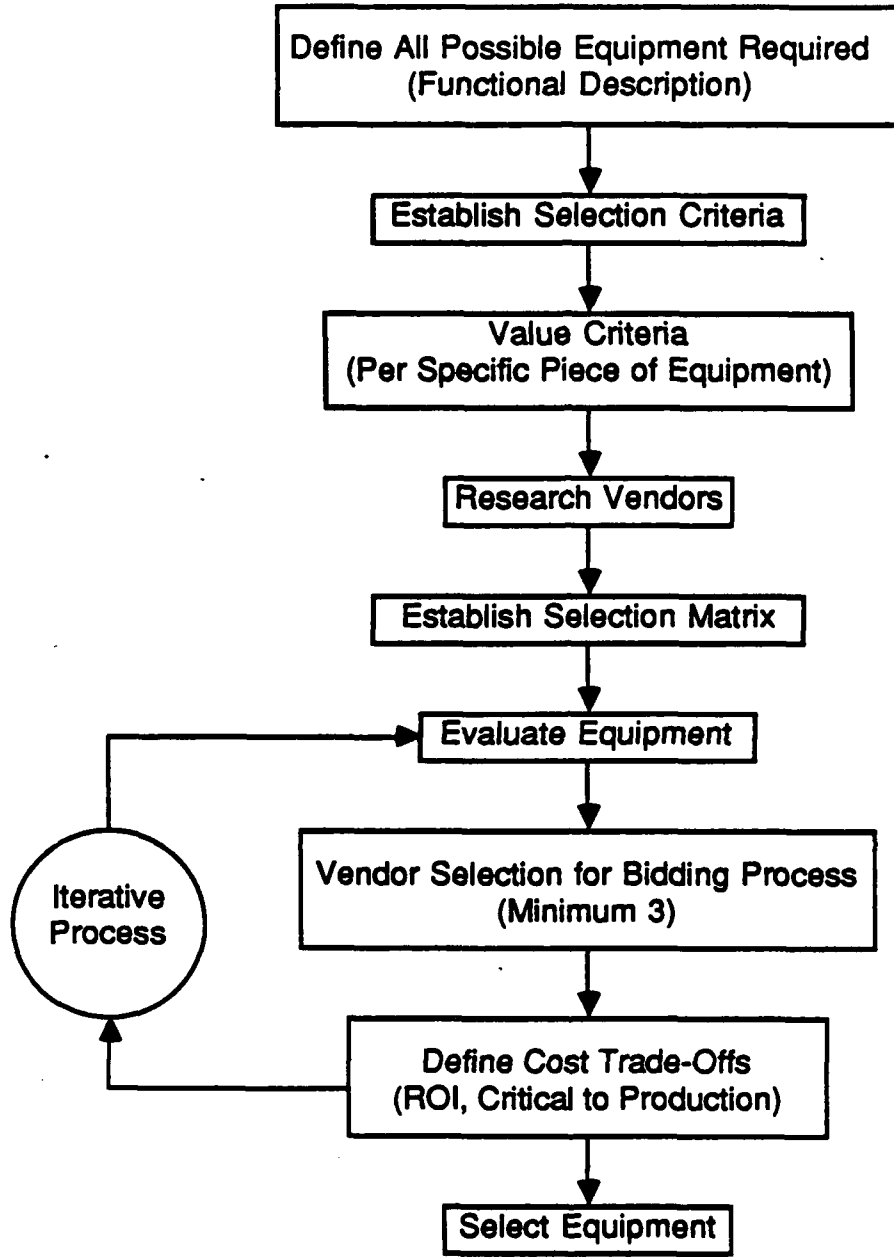 Define All Possible Equipment Required
(Functional Description)
Establish Selection Criteria
Value Criteria
(Per Specific Piece of Equipment)
Research Vendors
Establish Selection Matrix
Evaluate Equipment
Vendor Selection for Bidding Process
(Minimum 3)
Iterative
Process
Define Cost Trade-Offs
(ROI, Critical to Production)
Select Equipment